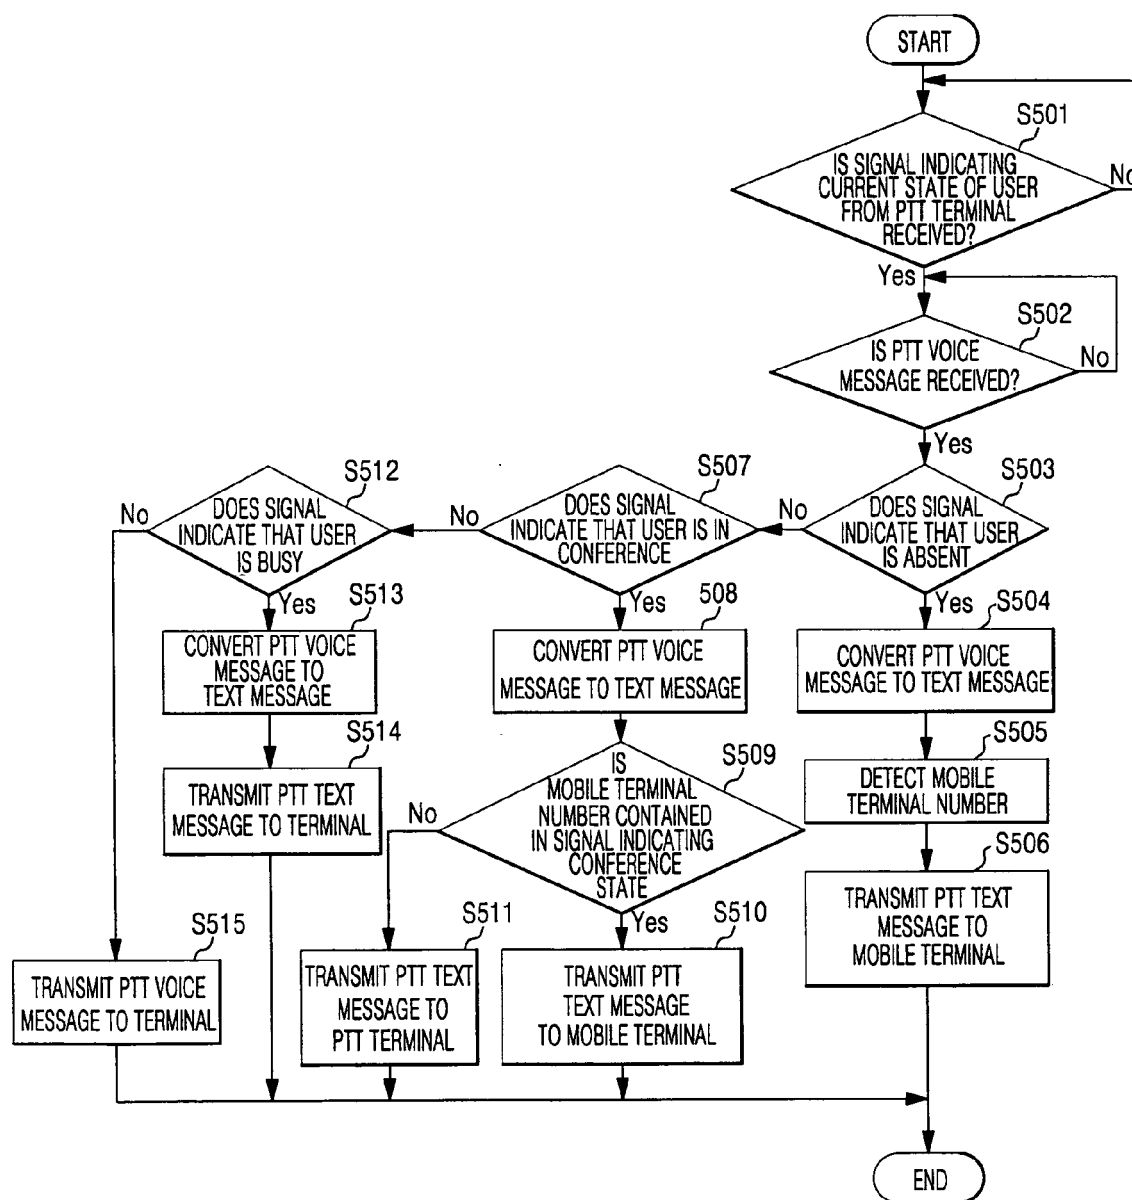 START
S501
IS SIGNAL INDICATING
CURRENT STATE OF USER
FROM PTT TERMINAL
RECEIVED?
No
Yes
S502
IS PTT VOICE
MESSAGE RECEIVED?
No
Yes
S503
DOES SIGNAL
INDICATE THAT USER
IS ABSENT
No
Yes
S507
DOES SIGNAL
INDICATE THAT USER IS IN
CONFERENCE
No
Yes
S512
DOES SIGNAL
INDICATE THAT USER
IS BUSY
No
Yes
S513
CONVERT PTT VOICE
MESSAGE TO
TEXT MESSAGE
508
CONVERT PTT VOICE
MESSAGE TO TEXT MESSAGE
S504
CONVERT PTT VOICE
MESSAGE TO TEXT MESSAGE
S514
TRANSMIT PTT TEXT
MESSAGE TO TERMINAL
S509
IS
MOBILE TERMINAL
NUMBER CONTAINED
IN SIGNAL INDICATING
CONFERENCE
STATE
No
Yes
S505
DETECT MOBILE
TERMINAL NUMBER
S506
TRANSMIT PTT TEXT
MESSAGE TO
MOBILE TERMINAL
S515
TRANSMIT PTT VOICE
MESSAGE TO TERMINAL
S511
TRANSMIT PTT TEXT
MESSAGE TO
PTT TERMINAL
S510
TRANSMIT PTT
TEXT MESSAGE
TO MOBILE TERMINAL
END